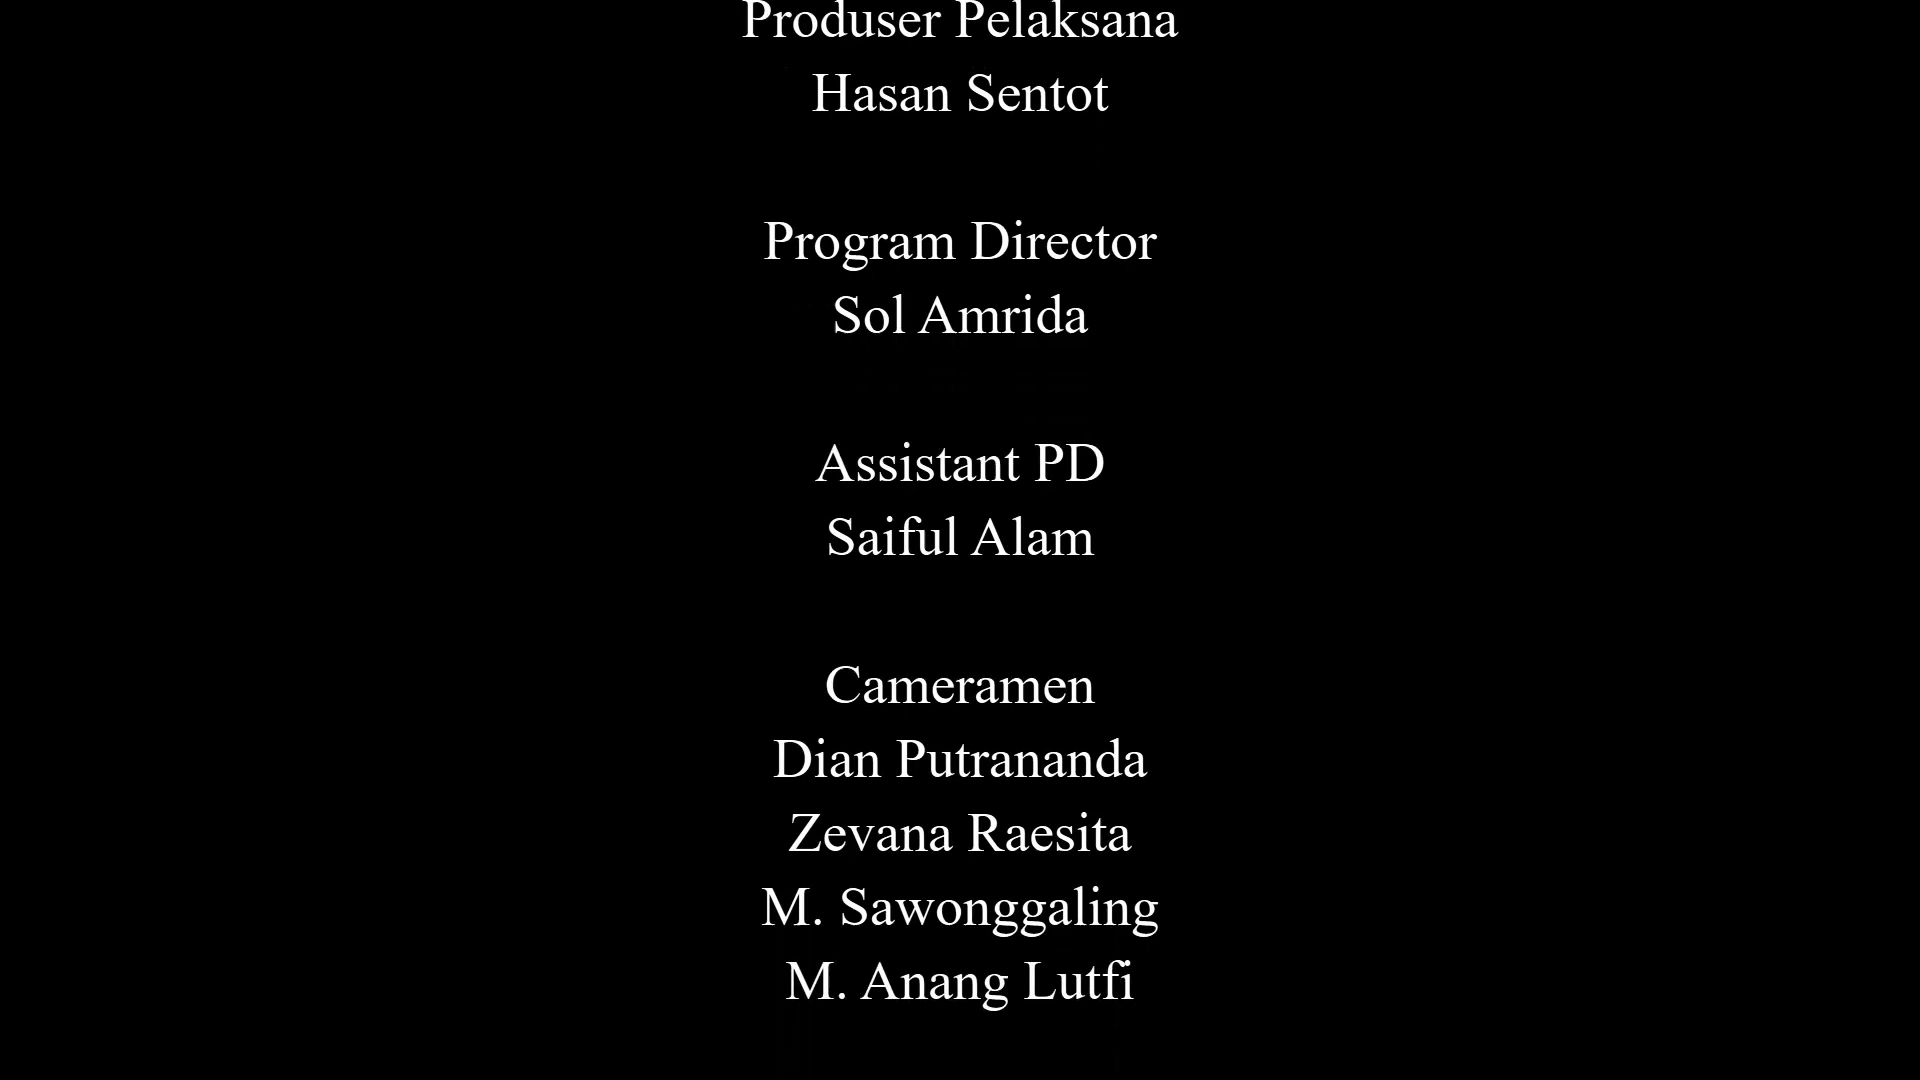 Produser Pelaksana
Hasan Sentot
Program Director
Sol Amrida
Assistant PD
Saiful Alam
Cameramen
Dian Putrananda
Zevana Raesita
M. Sawonggaling
M. Anang Lutfi